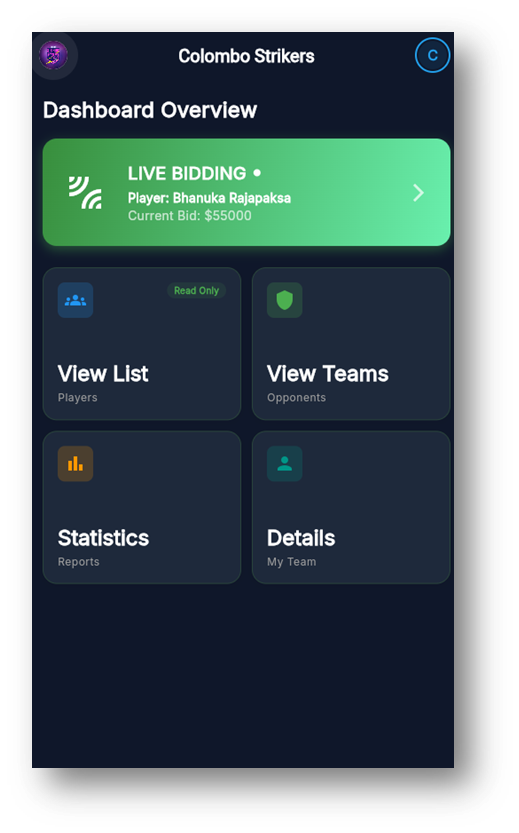 Colombo Strikers
C
Dashboard Overview
LIVE BIDDING •
Player: Bhanuka Rajapaksa
Current Bid: $55000
Read Only
View List
Players
View Teams
Opponents
Statistics
Reports
Details
My Team